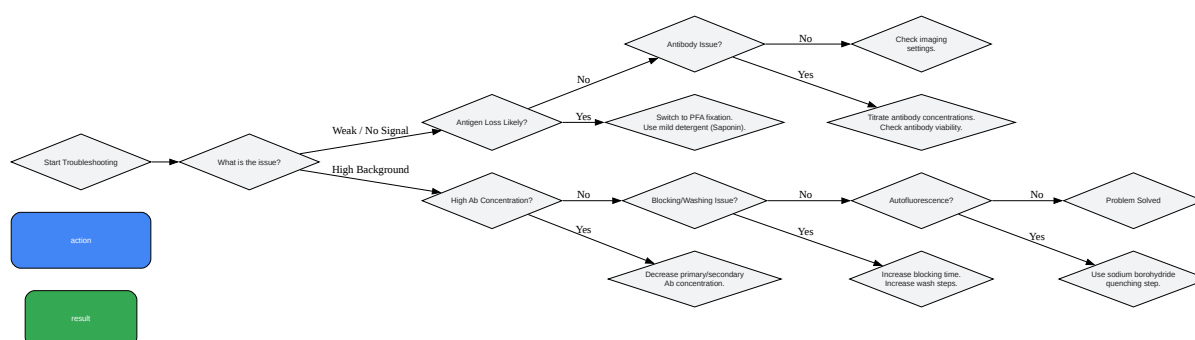 Start Troubleshooting
What is the issue?
Weak / No Signal
High Background
Antigen Loss Likely?
No
Yes
Antibody Issue?
No
Yes
Check imaging
settings.
Switch to PFA fixation.
Use mild detergent (Saponin).
Titrate antibody concentrations.
Check antibody viability.
High Ab Concentration?
No
Yes
Blocking/Washing Issue?
No
Yes
Autofluorescence?
No
Yes
Problem Solved
Decrease primary/secondary
Ab concentration.
Increase blocking time.
Increase wash steps.
Use sodium borohydride
quenching step.
action
result